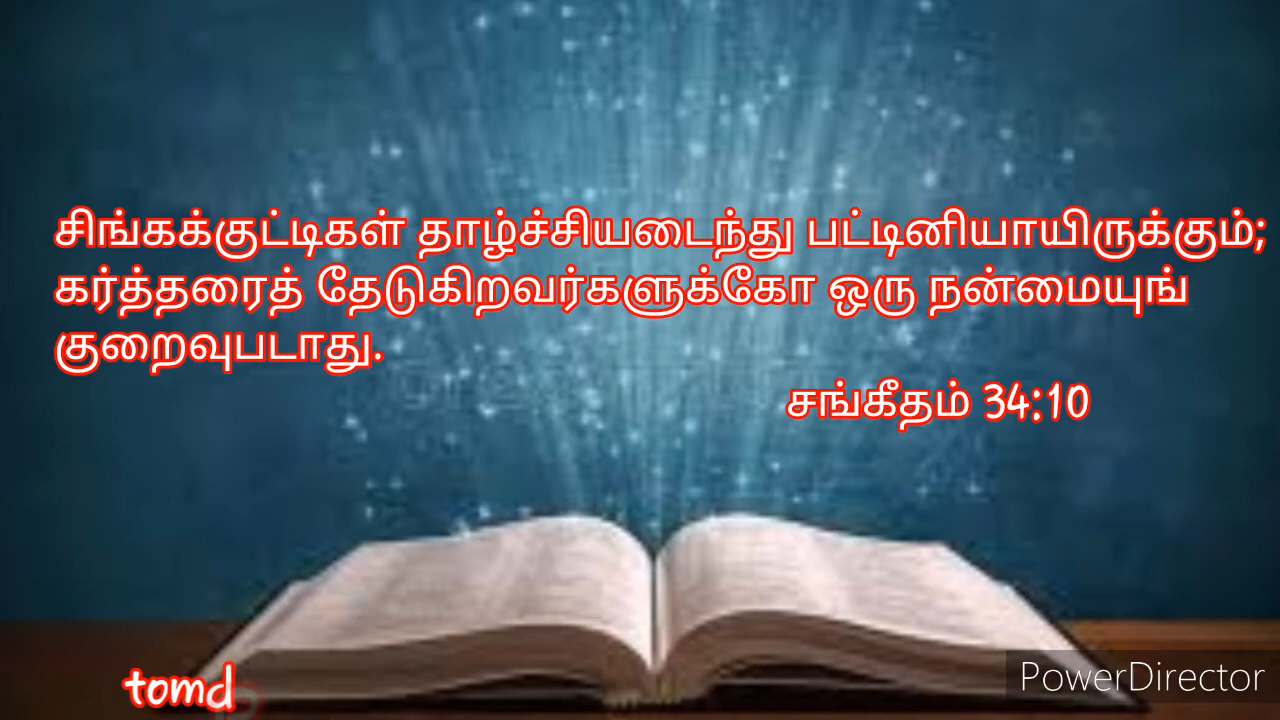 சிங்கக்குட்டிகள் தாழ்ச்சியடைந்து பட்டினியாயிருக்கும்;
கர்த்தரைத் தேடுகிறவர்களுக்கோ ஒரு நன்மையுங்
குறைவுபடாது.
சங்கீதம் 34:10
tomd
PowerDirector